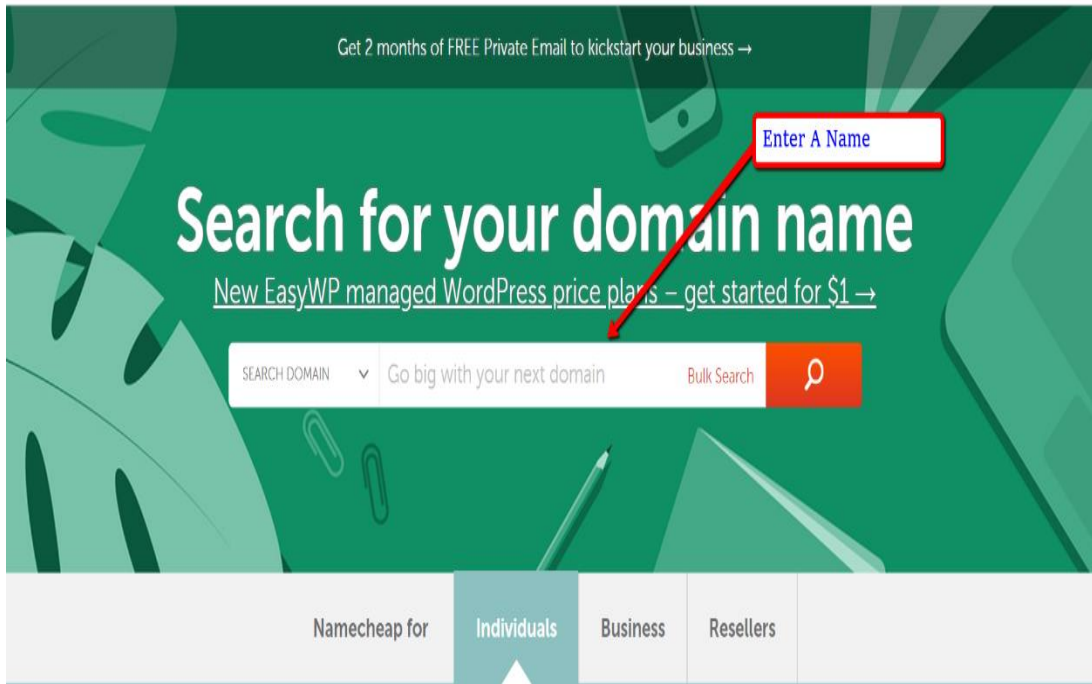 Get 2 months of FREE Private Email to kickstart your business →
Enter A Name
Search for your domain name
New EasyWP managed WordPress price plans – get started for $1 →
SEARCH DOMAIN Go big with your next domain Bulk Search
Namecheap for Individuals Business Resellers